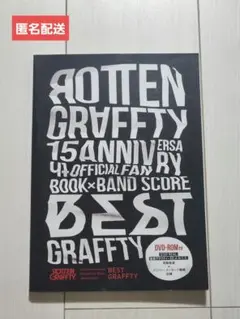 匿名配送
ROTTEN
GRAFFTY
15 ANNIVERSARY
OFFICIAL FAN
BOOK×BAND SCORE
BEST
GRAFFTY
DVD-ROM付
ROTTEN
GRAFFTY
BEST
GRAFFTY